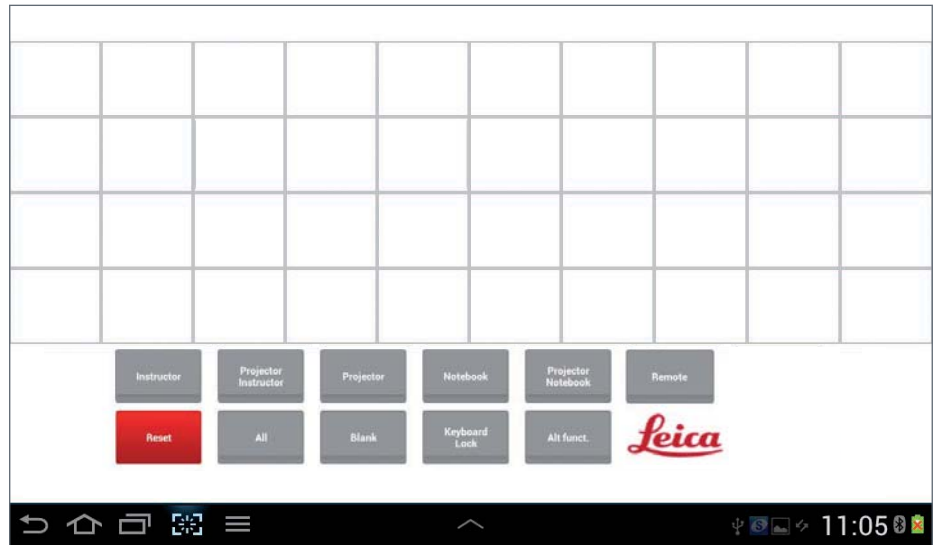 Instructor
Projector
Instructor
Projector
Notebook
Projector
Notebook
Remote
Reset
All
Blank
Keyboard
Lock
Alt funct.
Leica
11:05